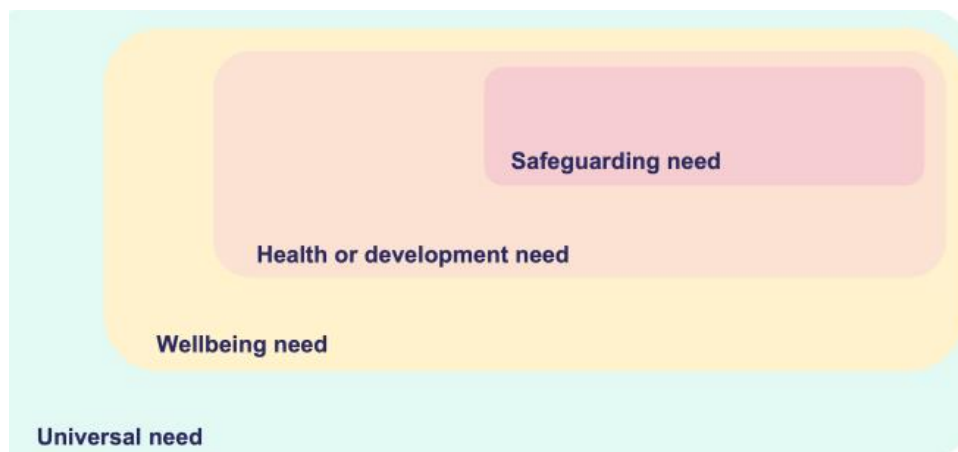 Safeguarding need
Health or development need
Wellbeing need
Universal need